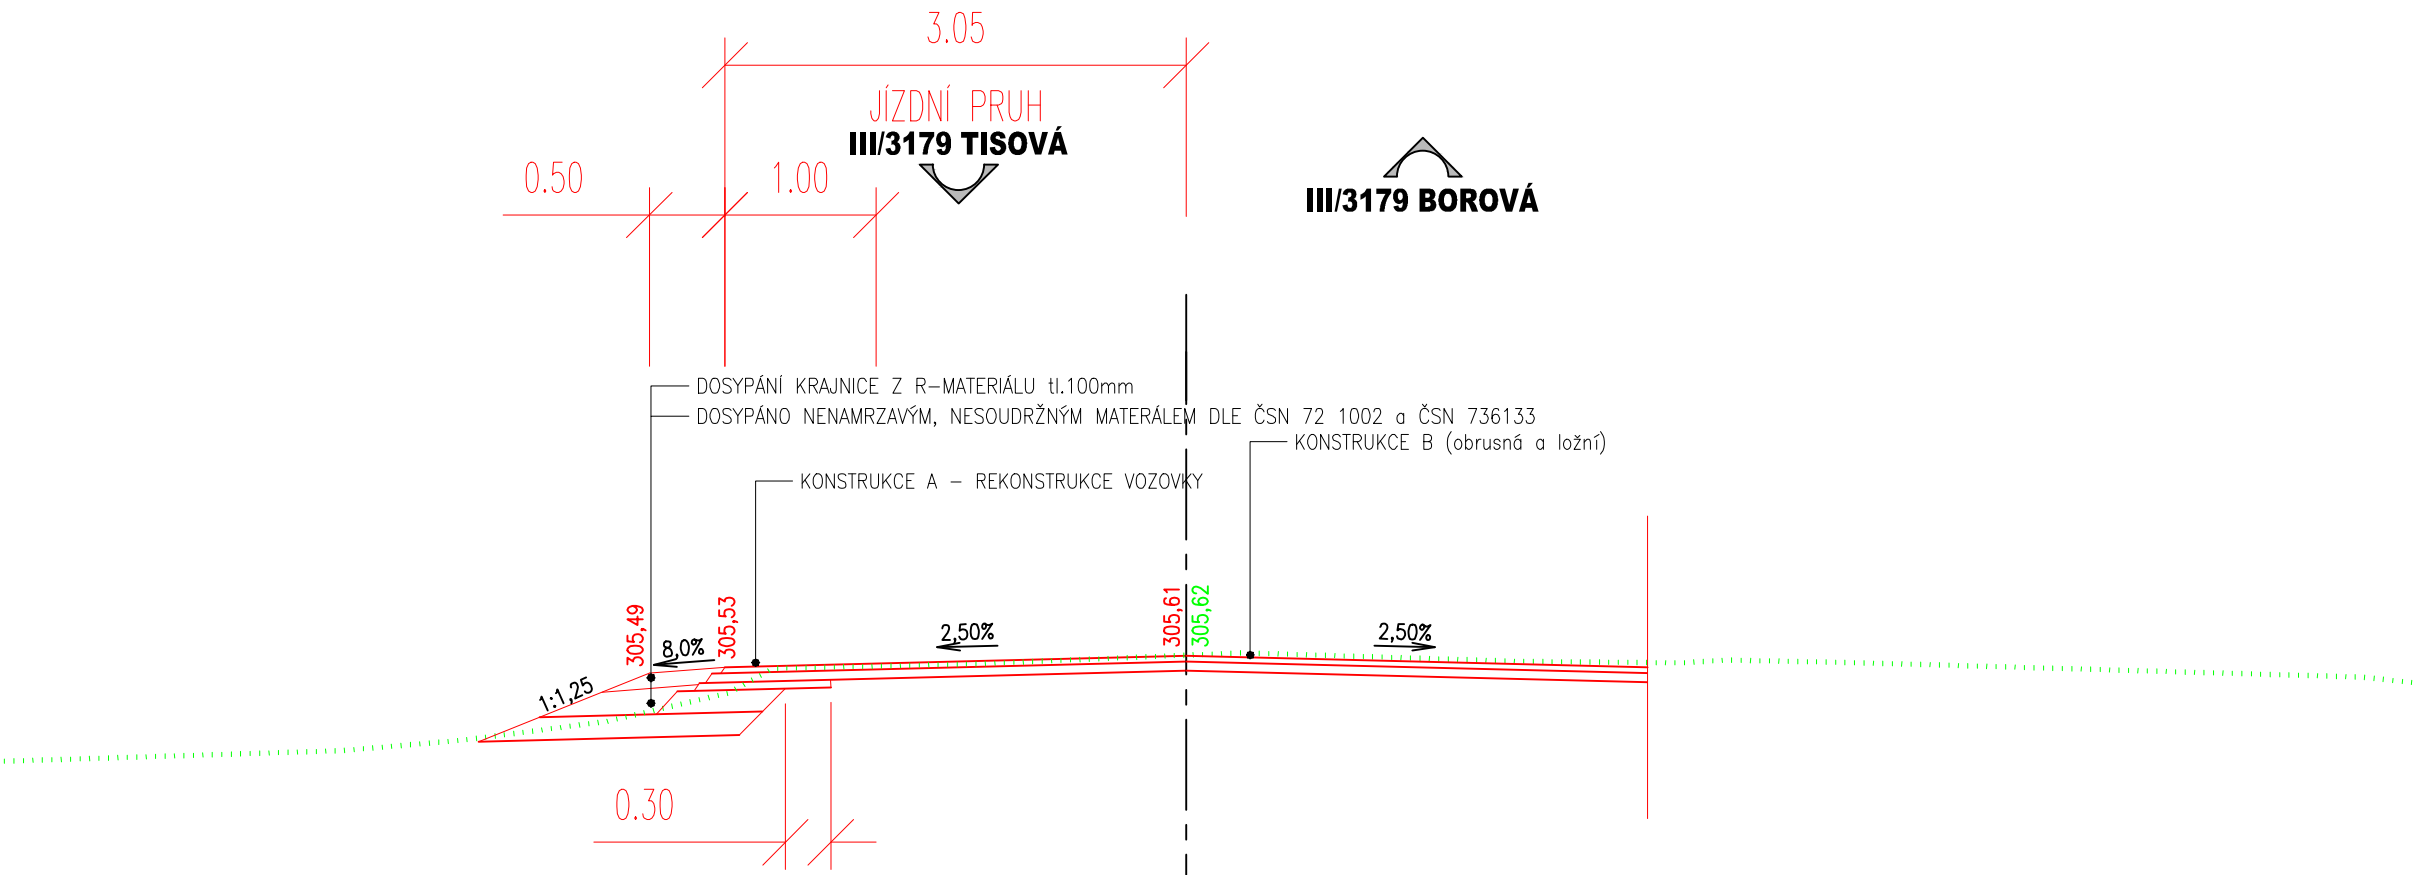 3.05
JÍZDNÍ PRUH
III/3179 TISOVÁ
0.50
1.00
III/3179 BOROVÁ
DOSYPÁNÍ KRAJNICE Z R-MATERIÁLU tl.100mm
DOSYPÁNO NENAMRZAVÝM, NESOUDRŽNÝM MATERÁLEM DLE ČSN 72 1002 a ČSN 736133
KONSTRUKCE B (obrusná a ložní)
KONSTRUKCE A - REKONSTRUKCE VOZOVKY
305,49
8,0%
305,53
2,50%
305,61
305,62
2,50%
1:1,25
0.30